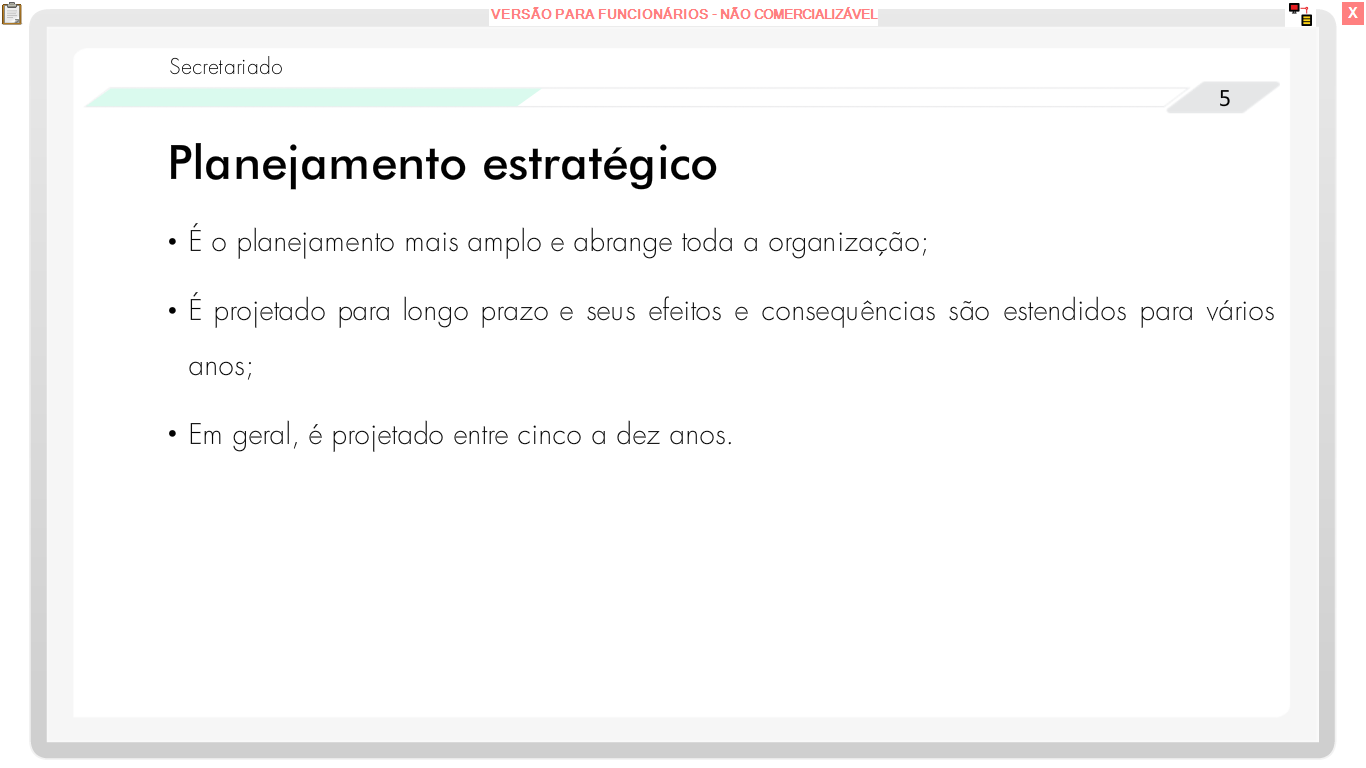 VERSÃO PARA FUNCIONÁRIOS - NÃO COMERCIALIZÁVEL
X
Secretariado
5
Planejamento estratégico
• É o planejamento mais amplo e abrange toda a organização;
• É projetado para longo prazo e seus efeitos e consequências são estendidos para vários
anos;
• Em geral, é projetado entre cinco a dez anos.